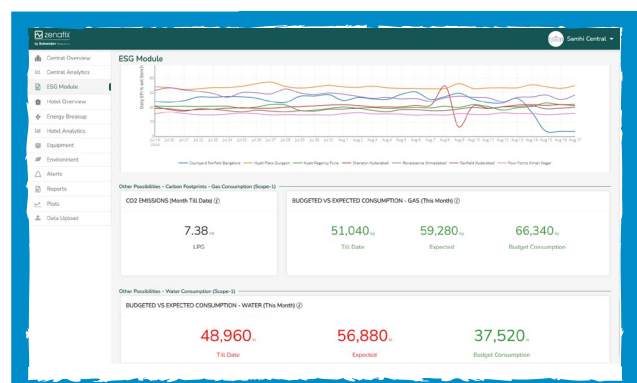 zenatix
by Schneider Electric
Samhi Central
Central Overview
Central Analytics
ESG Module
Hotel Overview
Energy Breakup
Hotel Analytics
Equipment
Environment
Alerts
Reports
Plots
Data Upload
ESG Module
Courtyard Fairfield Bangalore
Hyatt Place Gurgaon
Hyatt Regency Pune
Sheraton Hyderabad
Renaissance Ahmedabad
Fairfield Hyderabad
Four Points Viman Nagar
Other Possibilities - Carbon Footprints - Gas Consumption (Scope-1)
CO2 EMISSIONS (Month Till Date)
7.38
LPG
BUDGETED VS EXPECTED CONSUMPTION - GAS (This Month)
51,040 59,280 66,340
Till Date Expected Budget Consumption
Other Possibilities - Water Consumption (Scope-1)
BUDGETED VS EXPECTED CONSUMPTION - WATER (This Month)
48,960 56,880 37,520
Till Date Expected Budget Consumption